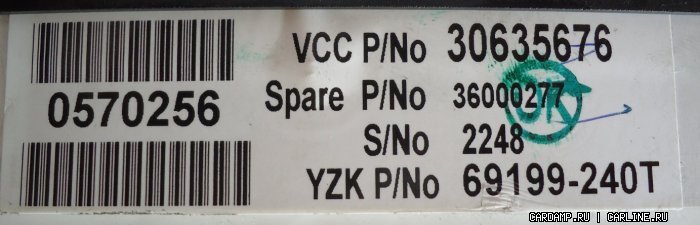 0570256
VCC P/No 30635676
Spare P/No 36000277
S/No 2248
YZK P/No 69199-240T
OK
CARDAMP.RU | CARLINE.RU